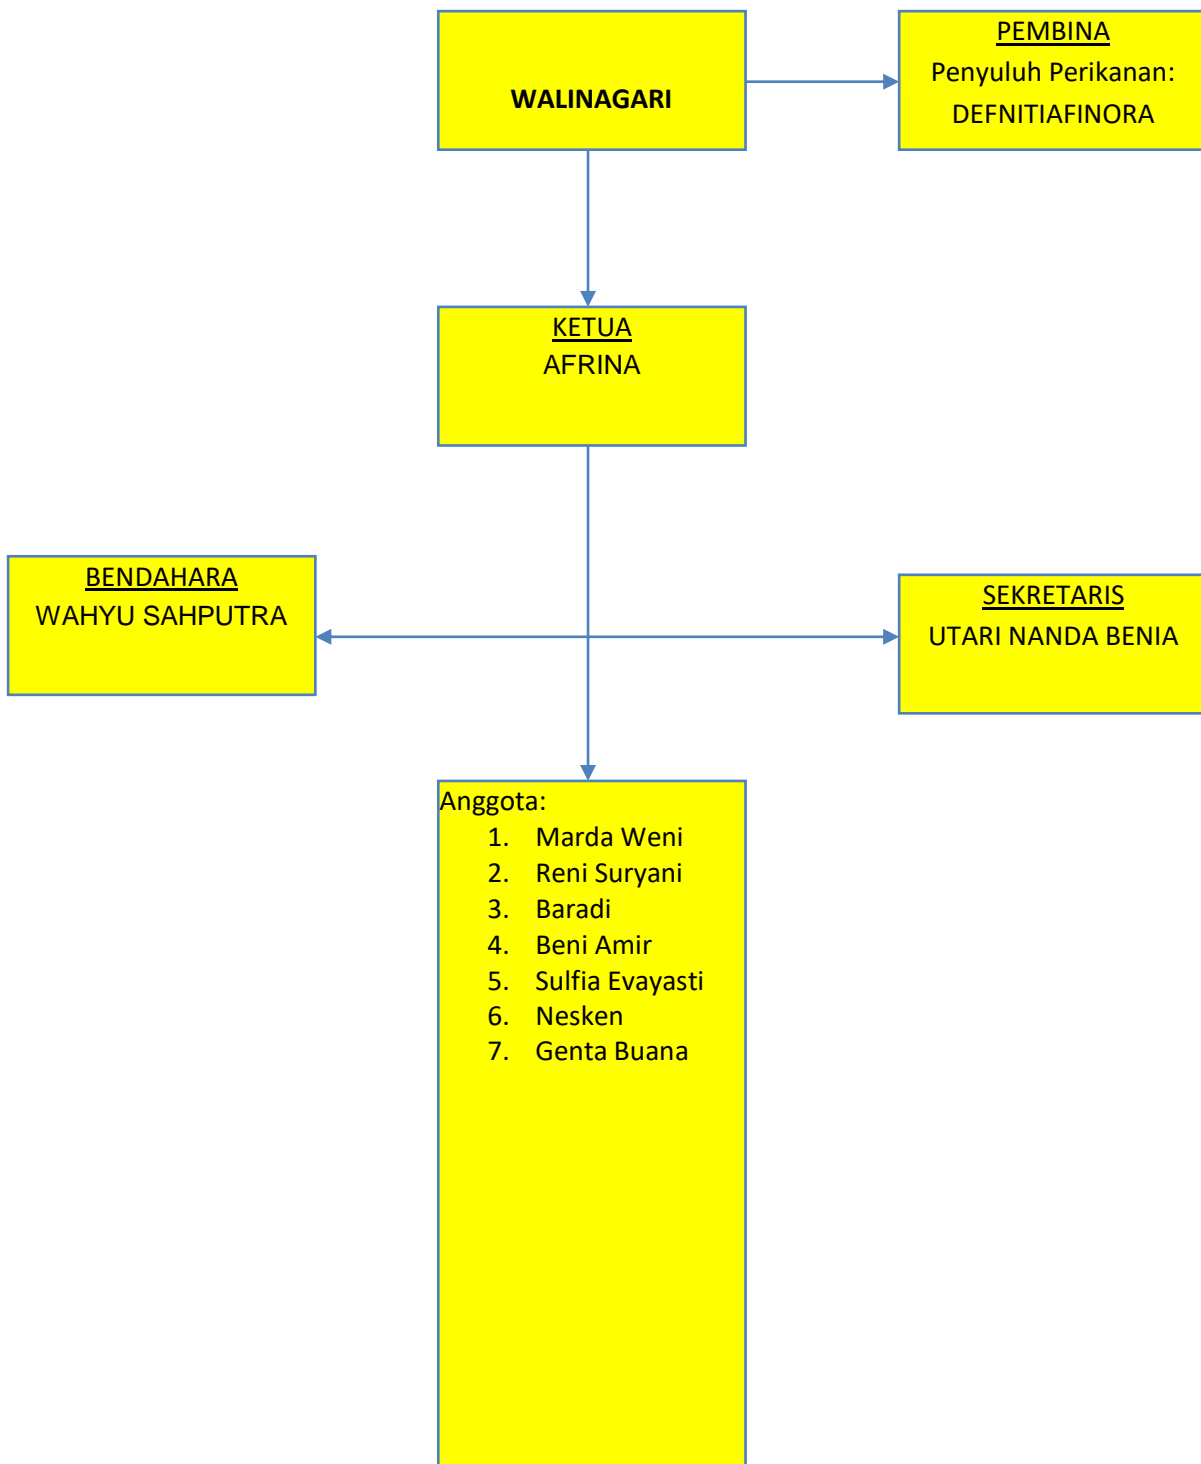 WALINAGARI
PEMBINA
Penyuluh Perikanan:
DEFNITIAFINORA
KETUA
AFRINA
BENDAHARA
WAHYU SAHPUTRA
SEKRETARIS
UTARI NANDA BENIA
Anggota:
1. Marda Weni
2. Reni Suryani
3. Baradi
4. Beni Amir
5. Sulfia Evayasti
6. Nesken
7. Genta Buana